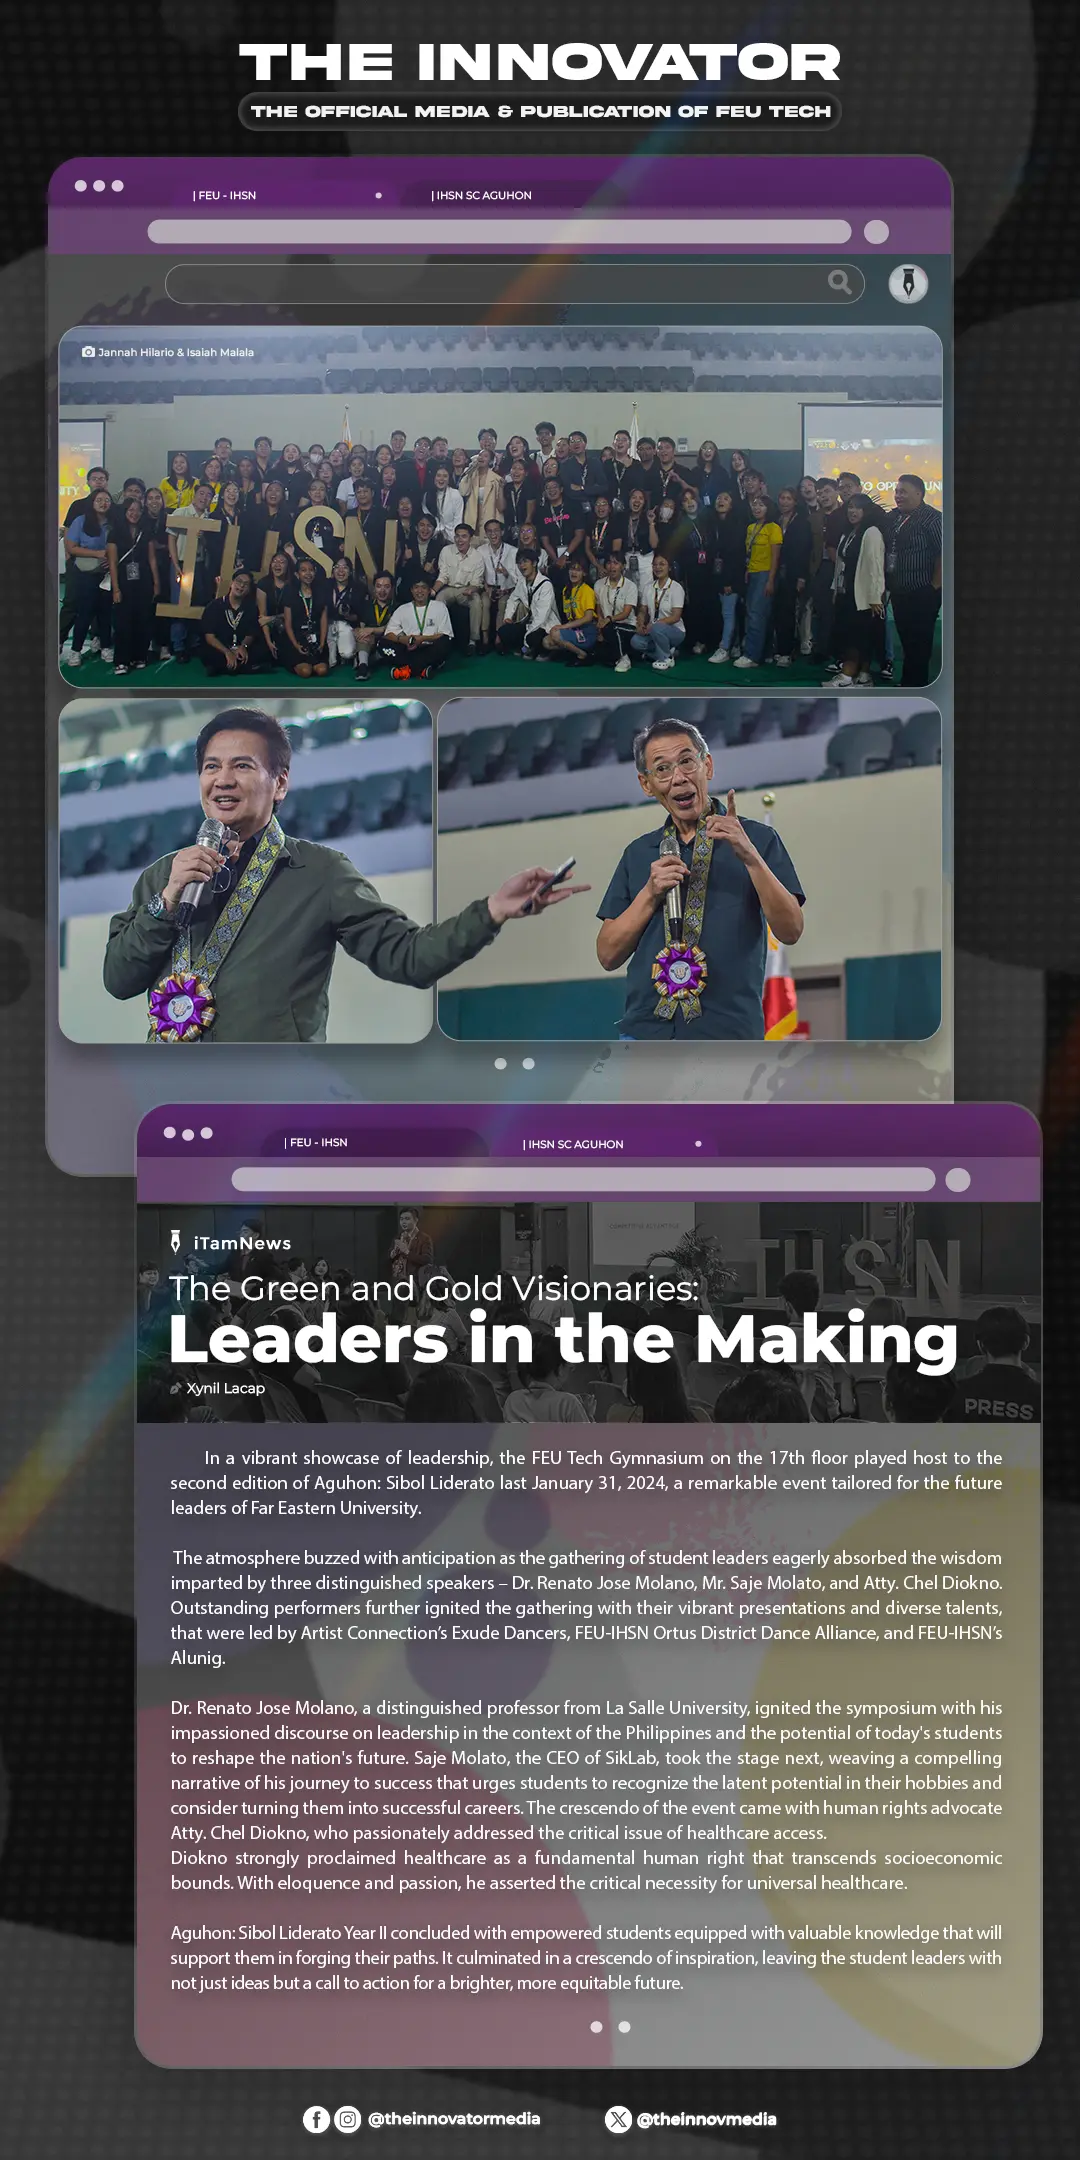 THE INNOVATOR
THE OFFICIAL MEDIA & PUBLICATION OF FEU TECH
| FEU - IHSN
| IHSN SC AGUHON
Jannah Hilario & Isaiah Malala
IHSN
| FEU - IHSN
| IHSN SC AGUHON
iTamNews
IHSN
The Green and Gold Visionaries:
Leaders in the Making
Xynil Lacap
PRESS
In a vibrant showcase of leadership, the FEU Tech Gymnasium on the 17th floor played host to the
second edition of Aguhon: Sibol Liderato last January 31, 2024, a remarkable event tailored for the future
leaders of Far Eastern University.
The atmosphere buzzed with anticipation as the gathering of student leaders eagerly absorbed the wisdom
imparted by three distinguished speakers – Dr. Renato Jose Molano, Mr. Saje Molato, and Atty. Chel Diokno.
Outstanding performers further ignited the gathering with their vibrant presentations and diverse talents,
that were led by Artist Connection's Exude Dancers, FEU-IHSN Ortus District Dance Alliance, and FEU-IHSN's
Alunig.
Dr. Renato Jose Molano, a distinguished professor from La Salle University, ignited the symposium with his
impassioned discourse on leadership in the context of the Philippines and the potential of today's students
to reshape the nation's future. Saje Molato, the CEO of SikLab, took the stage next, weaving a compelling
narrative of his journey to success that urges students to recognize the latent potential in their hobbies and
consider turning them into successful careers. The crescendo of the event came with human rights advocate
Atty. Chel Diokno, who passionately addressed the critical issue of healthcare access.
Diokno strongly proclaimed healthcare as a fundamental human right that transcends socioeconomic
bounds. With eloquence and passion, he asserted the critical necessity for universal healthcare.
Aguhon: Sibol Liderato Year II concluded with empowered students equipped with valuable knowledge that will
support them in forging their paths. It culminated in a crescendo of inspiration, leaving the student leaders with
not just ideas but a call to action for a brighter, more equitable future.
@theinnovatormedia
@theinnovmedia